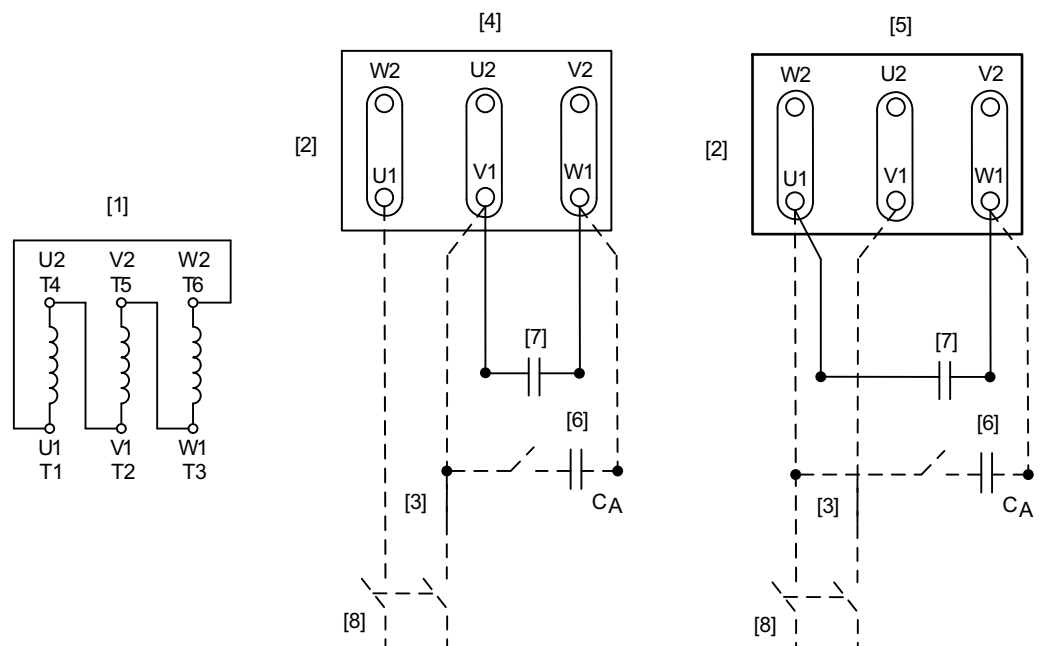 [1]
U2 V2 W2
T4 T5 T6
U1 V1 W1
T1 T2 T3
[4]
[2]
W2 U2 V2
U1 V1 W1
[7]
[6]
[3]
CA
[8]
[5]
[2]
W2 U2 V2
U1 V1 W1
[7]
[6]
[3]
CA
[8]